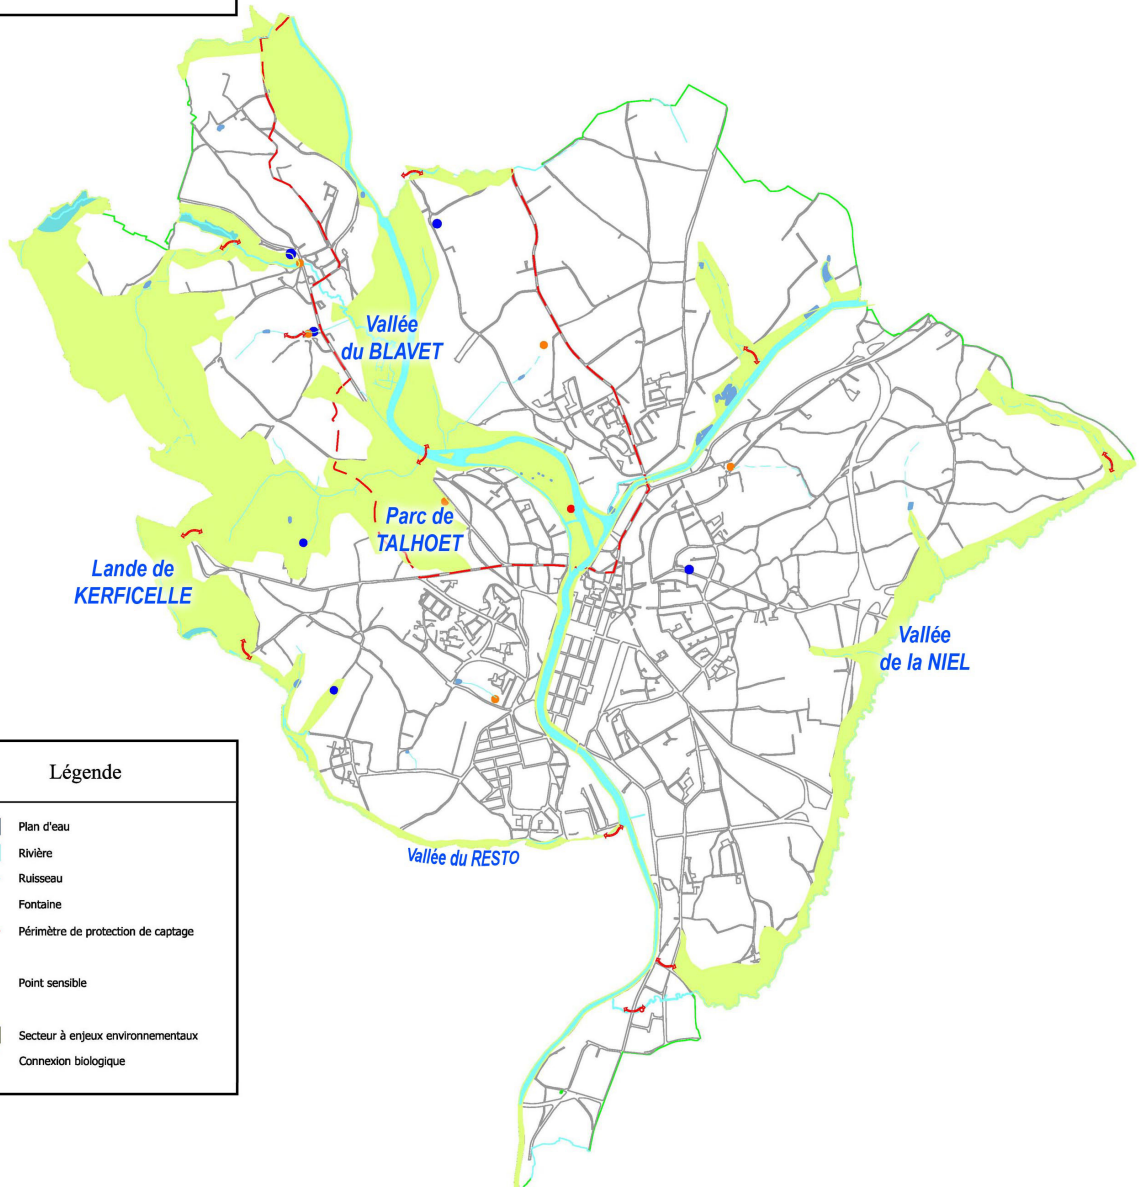 Vallée
du BLAVET
Parc de
TALHOET
Lande de
KERFICELLE
Vallée
de la NIEL
Vallée du RESTO
Légende
Plan d'eau
Rivière
Ruisseau
Fontaine
Périmètre de protection de captage
Point sensible
Secteur à enjeux environnementaux
Connexion biologique